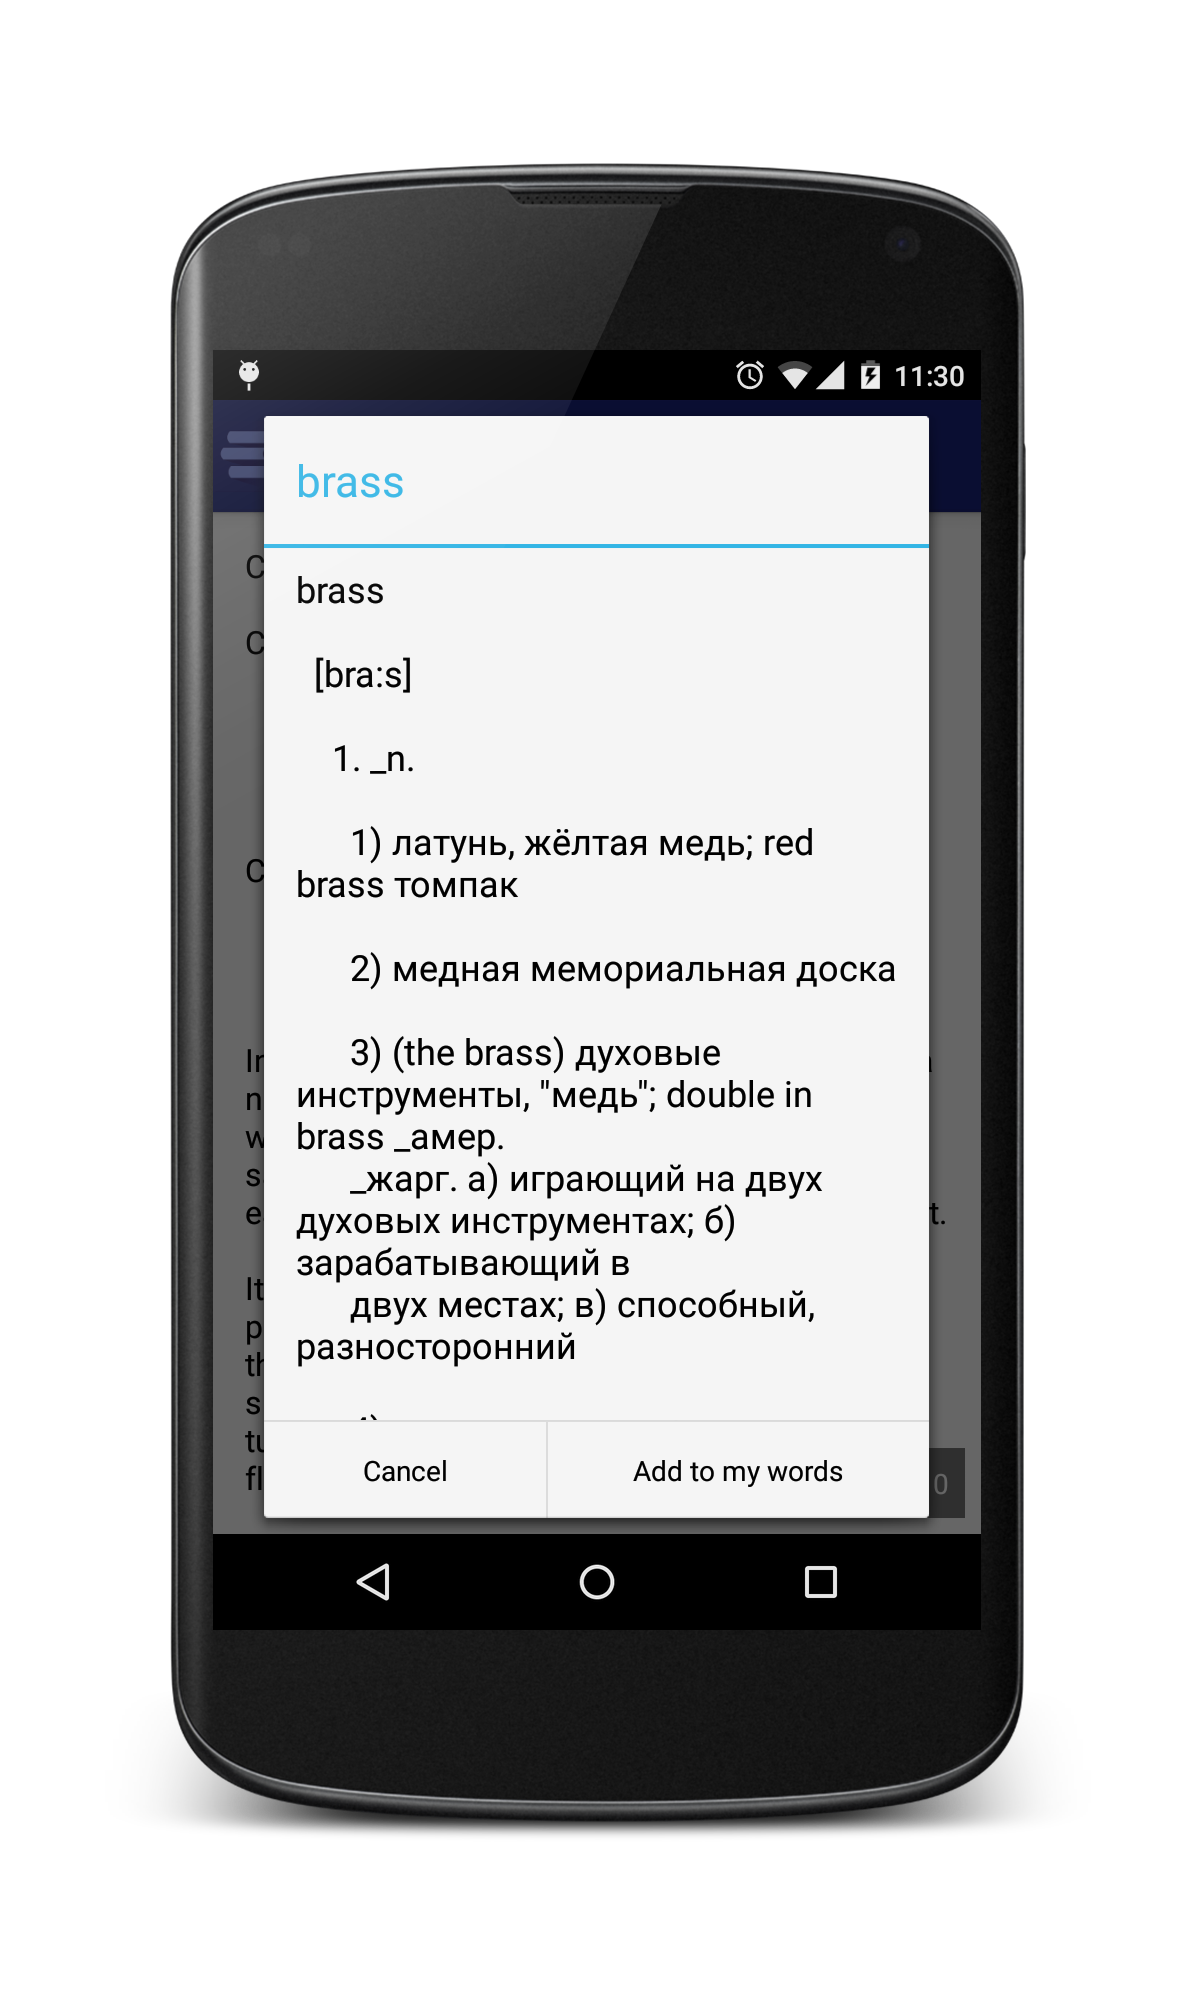 11:30
brass
brass
[bra:s]
1. _n.
1) латунь, жёлтая медь; red
brass томпак
2) медная мемориальная доска
3) (the brass) духовые
инструменты, "медь"; double in
brass _амер.
_жарг. а) играющий на двух
духовых инструментах; б)
зарабатывающий в
двух местах; в) способный,
разносторонний
Cancel
Add to my words
0